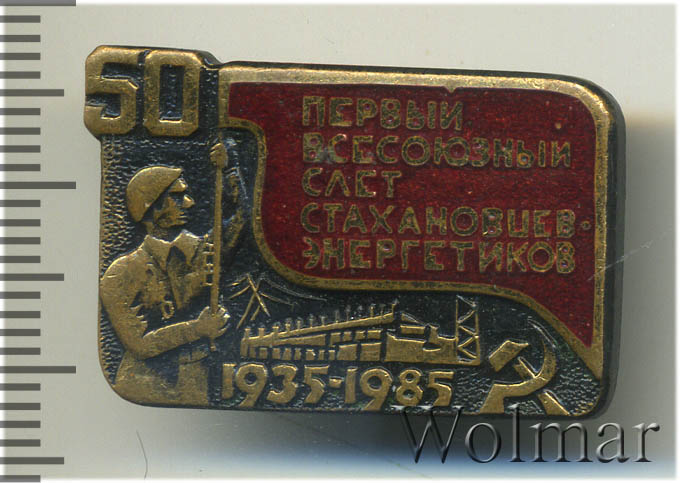 50
ПЕРВЫЙ
ВСЕСОЮЗНЫЙ
СЛЕТ
СТАХАНОВЦЕВ-
ЭНЕРГЕТИКОВ
1935-1985
Wolmar